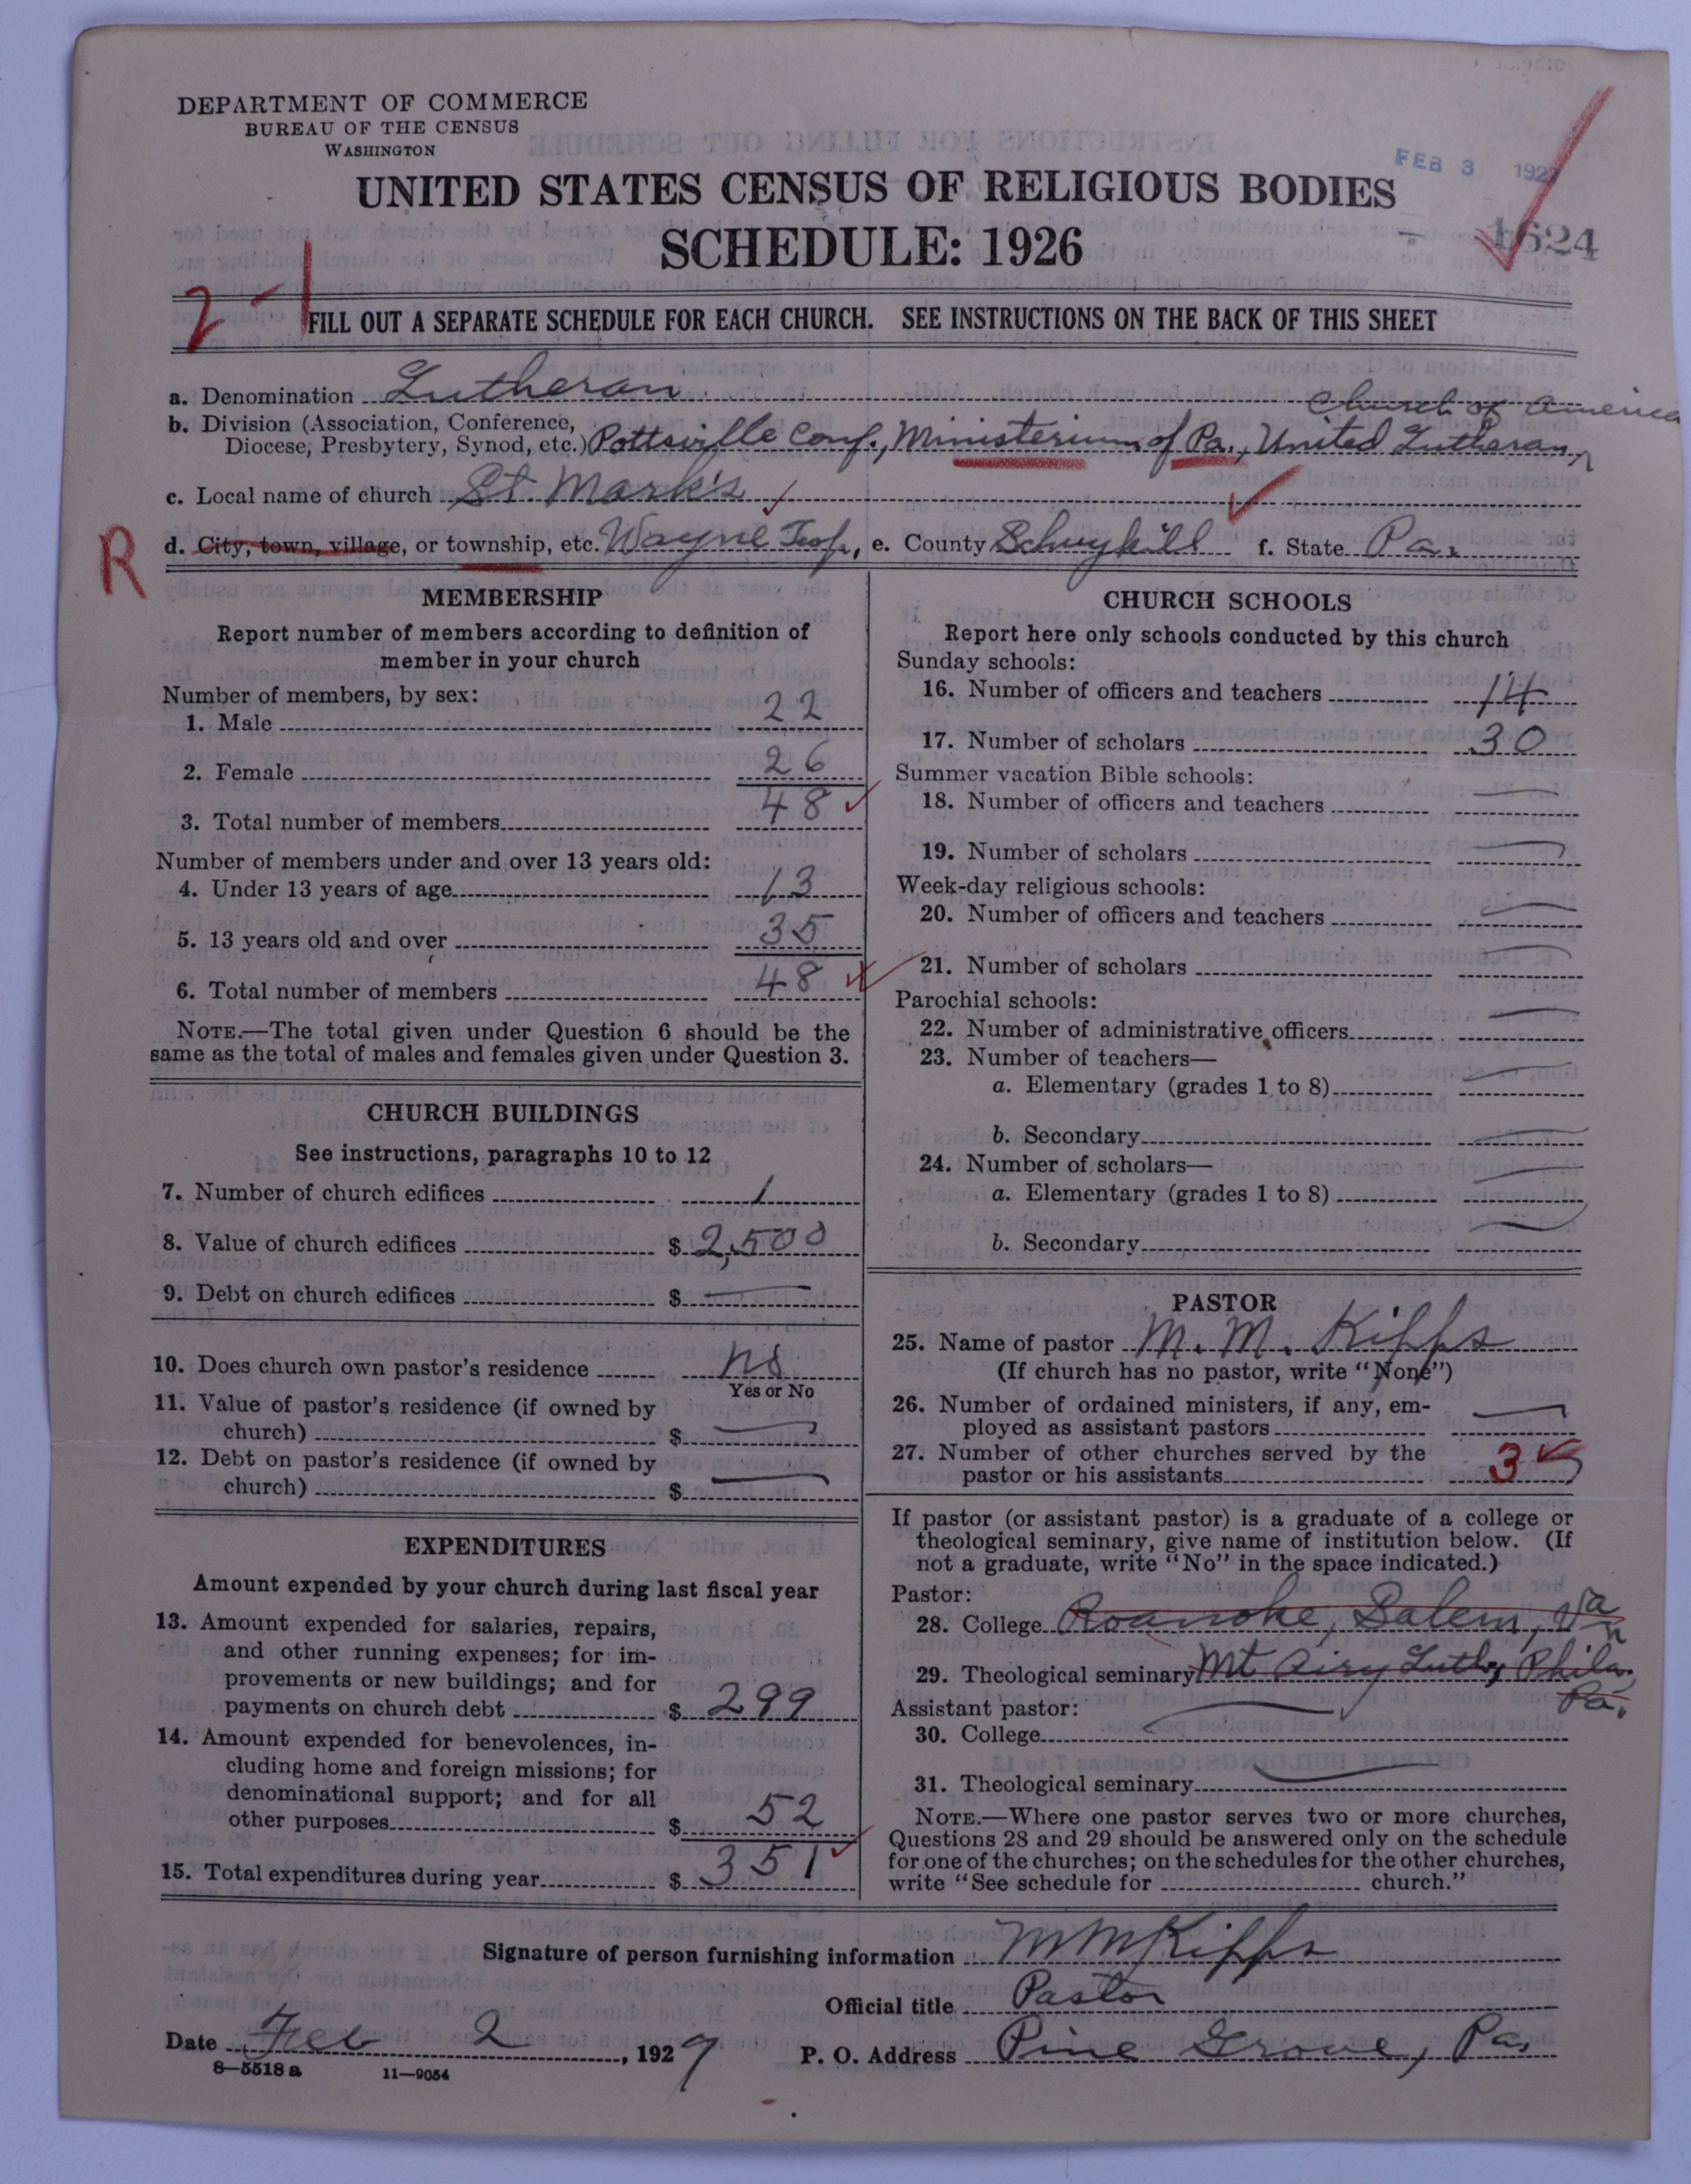 DEPARTMENT OF COMMERCE
BUREAU OF THE CENSUS
WASHINGTON
FEB 3 192
UNITED STATES CENSUS OF RELIGIOUS BODIES
SCHEDULE: 1926
1624
2-1
FILL OUT A SEPARATE SCHEDULE FOR EACH CHURCH. SEE INSTRUCTIONS ON THE BACK OF THIS SHEET
a. Denomination Lutheran
Church of America
b. Division (Association, Conference,
Diocese, Presbytery, Synod, etc.) Pottsville Conf., Ministerium of Pa., United Lutheran
c. Local name of church St. Mark's
R
d. City, town, village, or township, etc. Wayne Twp., e. County Schuykill f. State Pa.
MEMBERSHIP
Report number of members according to definition of
member in your church
Number of members, by sex:
1. Male 22
2. Female 26
3. Total number of members 48
Number of members under and over 13 years old:
4. Under 13 years of age 13
5. 13 years old and over 35
6. Total number of members 48
NOTE.—The total given under Question 6 should be the
same as the total of males and females given under Question 3.
CHURCH BUILDINGS
See instructions, paragraphs 10 to 12
7. Number of church edifices 1
8. Value of church edifices $ 2,500
9. Debt on church edifices $ —
10. Does church own pastor's residence no
Yes or No
11. Value of pastor's residence (if owned by
church) $ —
12. Debt on pastor's residence (if owned by
church) $ —
EXPENDITURES
Amount expended by your church during last fiscal year
13. Amount expended for salaries, repairs,
and other running expenses; for im-
provements or new buildings; and for
payments on church debt $ 299
14. Amount expended for benevolences, in-
cluding home and foreign missions; for
denominational support; and for all
other purposes $ 52
15. Total expenditures during year $ 351
CHURCH SCHOOLS
Report here only schools conducted by this church
Sunday schools:
16. Number of officers and teachers 14
17. Number of scholars 30
Summer vacation Bible schools:
18. Number of officers and teachers —
19. Number of scholars —
Week-day religious schools:
20. Number of officers and teachers —
21. Number of scholars —
Parochial schools:
22. Number of administrative officers —
23. Number of teachers—
a. Elementary (grades 1 to 8) —
b. Secondary —
24. Number of scholars—
a. Elementary (grades 1 to 8) —
b. Secondary —
PASTOR
25. Name of pastor M. M. Kipps
(If church has no pastor, write "None")
26. Number of ordained ministers, if any, em-
ployed as assistant pastors —
27. Number of other churches served by the
pastor or his assistants 3
If pastor (or assistant pastor) is a graduate of a college or
theological seminary, give name of institution below. (If
not a graduate, write "No" in the space indicated.)
Pastor:
28. College Roanoke, Salem, Va
29. Theological seminary Mt Airy Luth, Phila.
Pa.
Assistant pastor:
30. College —
31. Theological seminary —
NOTE.—Where one pastor serves two or more churches,
Questions 28 and 29 should be answered only on the schedule
for one of the churches; on the schedules for the other churches,
write "See schedule for church."
Signature of person furnishing information M M Kipps
Official title Pastor
Date Feb 2, 1927
P. O. Address Pine Grove, Pa.
8—5518 a 11—9054